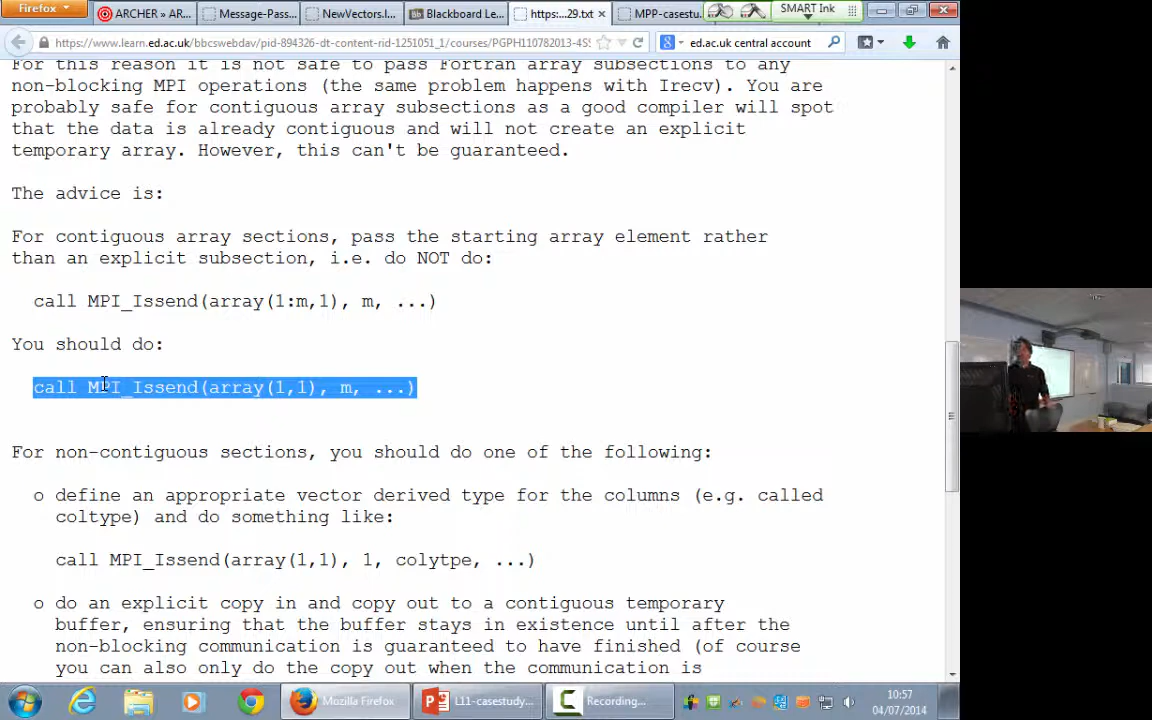 Firefox
ARCHER » AR...
Message-Pass...
NewVectors.l...
Bb Blackboard Le...
https:...29.txt
MPP-casestu...
SMART Ink
https://www.learn.ed.ac.uk/bbcswebdav/pid-894326-dt-content-rid-1251051_1/courses/PGPH110782013-4S
ed.ac.uk central account
For this reason it is not safe to pass Fortran array subsections to any
non-blocking MPI operations (the same problem happens with Irecv). You are
probably safe for contiguous array subsections as a good compiler will spot
that the data is already contiguous and will not create an explicit
temporary array. However, this can't be guaranteed.
The advice is:
For contiguous array sections, pass the starting array element rather
than an explicit subsection, i.e. do NOT do:
call MPI_Issend(array(1:m,1), m, ...)
You should do:
call MPI_Issend(array(1,1), m, ...)
For non-contiguous sections, you should do one of the following:
o define an appropriate vector derived type for the columns (e.g. called
coltype) and do something like:
call MPI_Issend(array(1,1), 1, colytpe, ...)
o do an explicit copy in and copy out to a contiguous temporary
buffer, ensuring that the buffer stays in existence until after the
non-blocking communication is guaranteed to have finished (of course
you can also only do the copy out when the communication is
Mozilla Firefox
L11-casestudy...
Recording...
10:57
04/07/2014